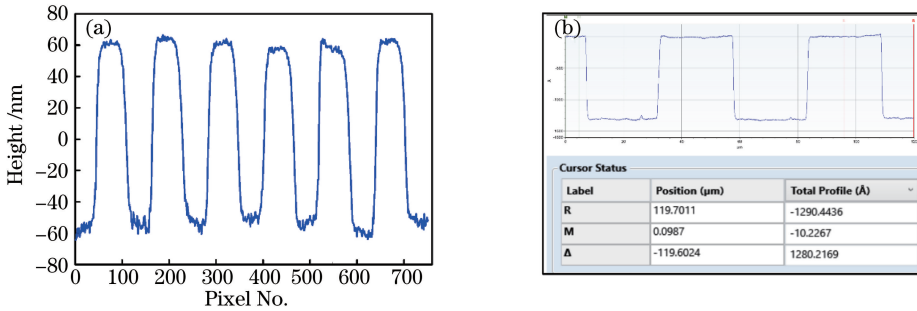 (a)
80
60
40
20
0
−20
−40
−60
−80
Height /nm
0 100 200 300 400 500 600 700
Pixel No.
(b)
Cursor Status
Label Position (μm) Total Profile (Å)
R 119.7011 -1290.4436
M 0.0987 -10.2267
Δ -119.6024 1280.2169